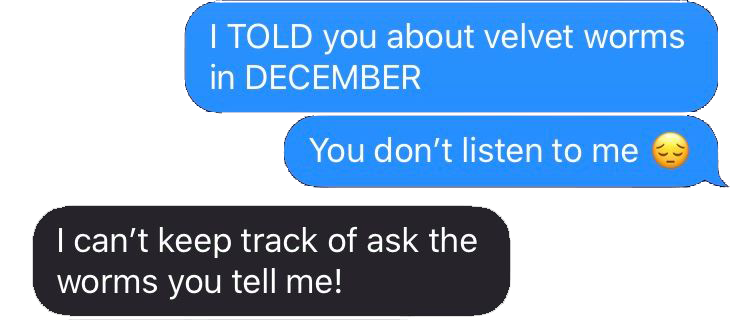 I TOLD you about velvet worms
in DECEMBER
You don't listen to me 😔
I can't keep track of ask the
worms you tell me!